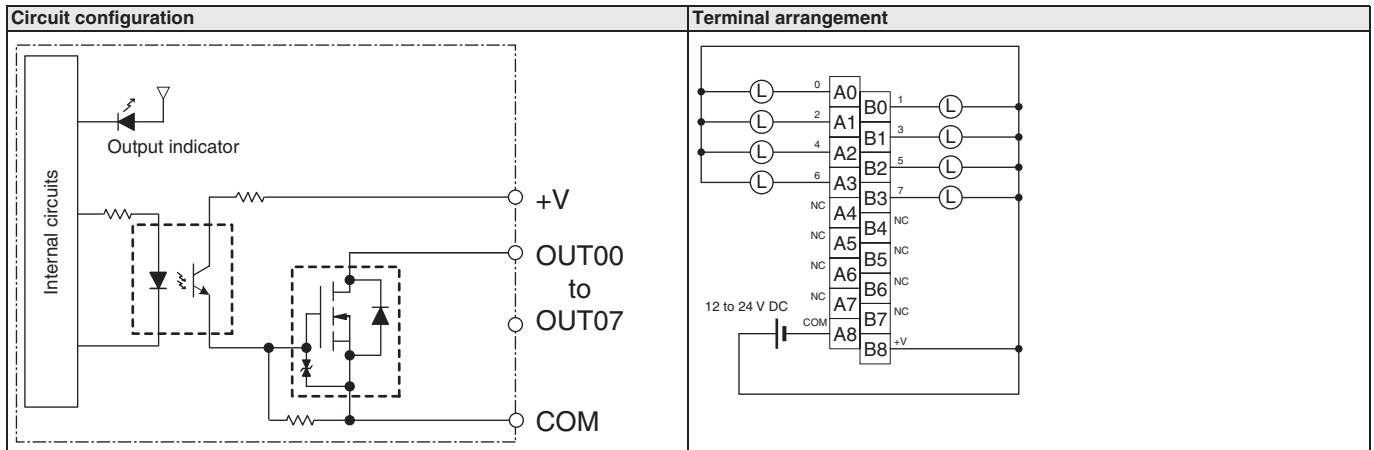 Circuit configuration
Terminal arrangement
Internal circuits
Output indicator
+V
OUT00
to
OUT07
COM
L 0 A0
B0 1 L
L 2 A1
B1 3 L
L 4 A2
B2 5 L
L 6 A3
B3 7 L
NC A4
B4 NC
NC A5
B5 NC
NC A6
B6 NC
NC A7
B7 NC
12 to 24 V DC
COM A8
B8 +V